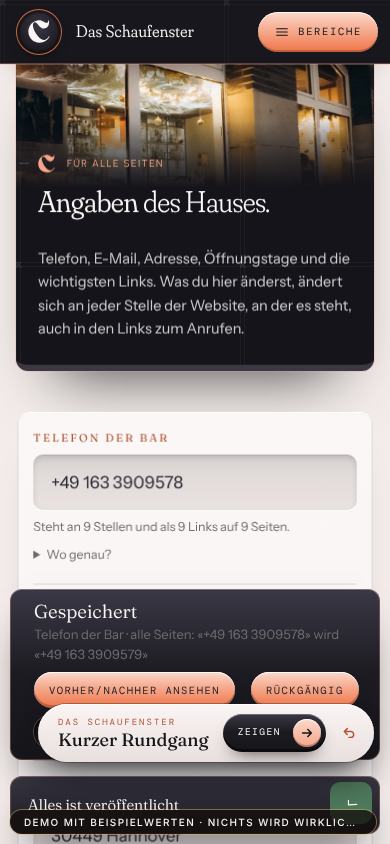 Das Schaufenster
BEREICHE
FÜR ALLE SEITEN
Angaben des Hauses.
Telefon, E-Mail, Adresse, Öffnungstage und die
wichtigsten Links. Was du hier änderst, ändert
sich an jeder Stelle der Website, an der es steht,
auch in den Links zum Anrufen.
TELEFON DER BAR
+49 163 3909578
Steht an 9 Stellen und als 9 Links auf 9 Seiten.
Wo genau?
Gespeichert
Telefon der Bar · alle Seiten: «+49 163 3909578» wird
«+49 163 3909579»
VORHER/NACHHER ANSEHEN
RÜCKGÄNGIG
DAS SCHAUFENSTER
Kurzer Rundgang
ZEIGEN
Alles ist veröffentlicht
DEMO MIT BEISPIELWERTEN · NICHTS WIRD WIRKLIC…
30449 Hannover